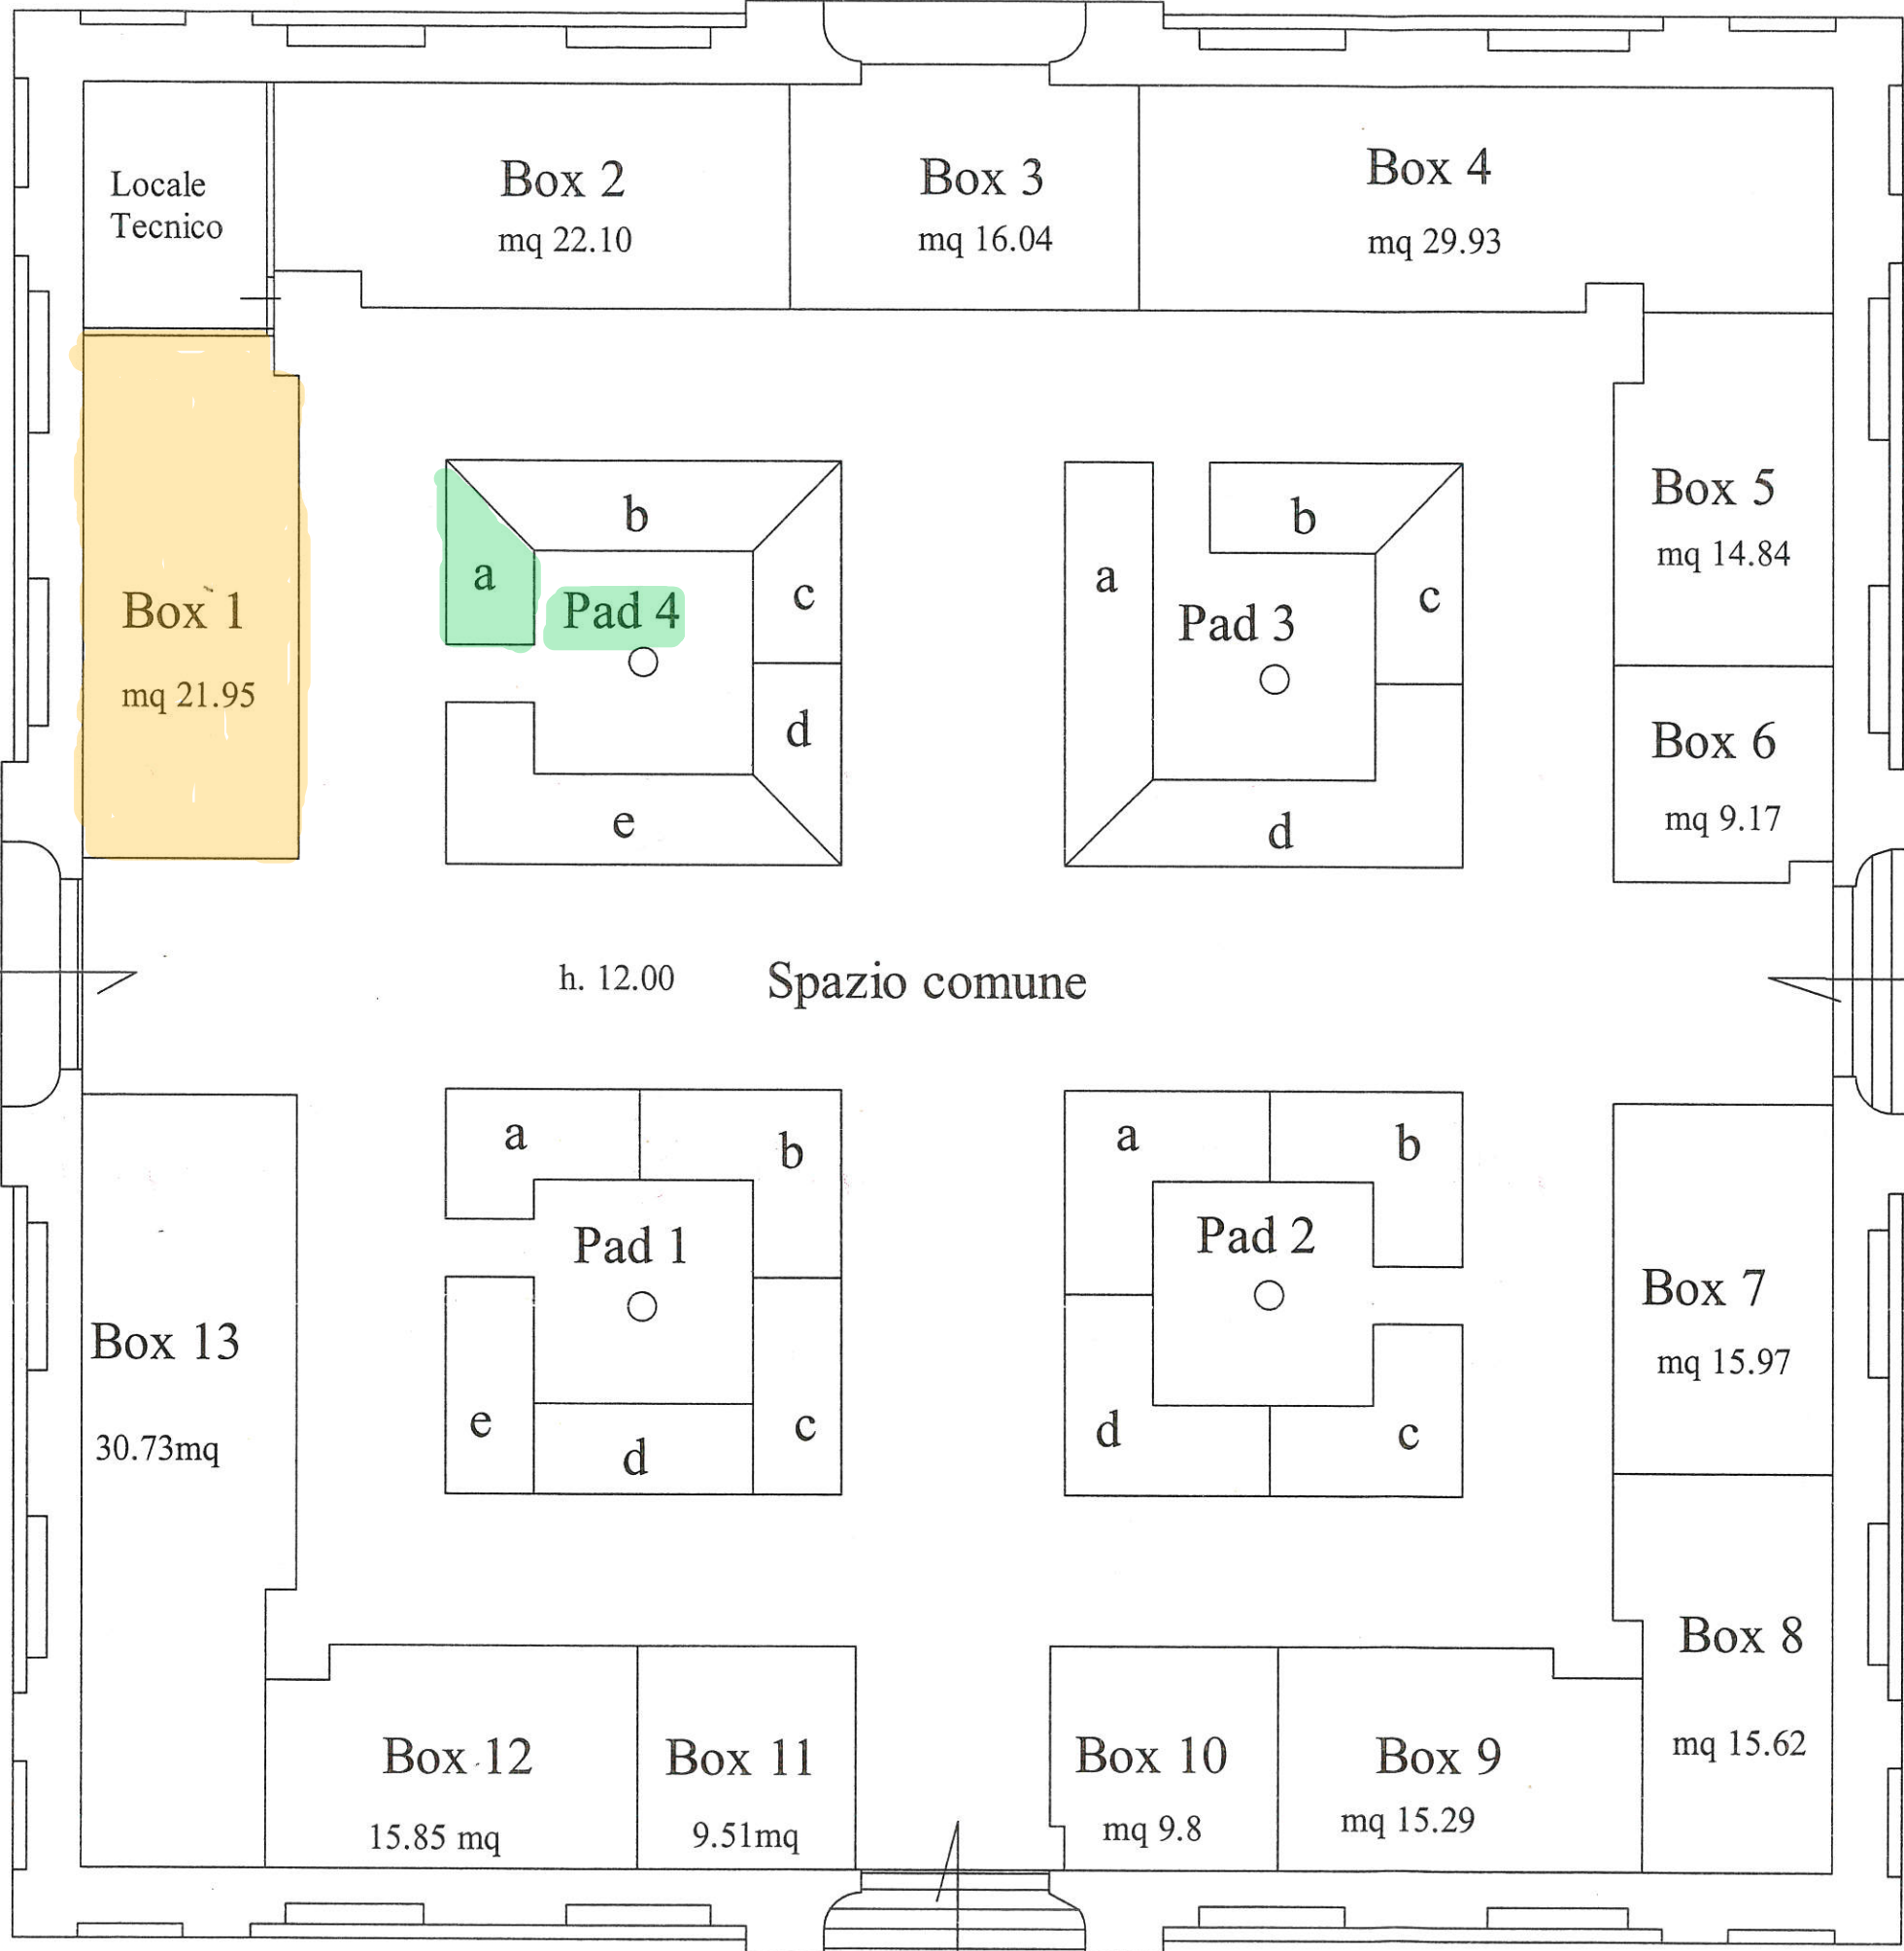 Locale
Tecnico
Box 2
mq 22.10
Box 3
mq 16.04
Box 4
mq 29.93
Box 1
mq 21.95
a
b
c
d
e
Pad 4
a
b
c
d
Pad 3
Box 5
mq 14.84
Box 6
mq 9.17
h. 12.00
Spazio comune
a
b
Pad 1
e
d
c
a
b
Pad 2
d
c
Box 7
mq 15.97
Box 13
30.73mq
Box 8
mq 15.62
Box 12
15.85 mq
Box 11
9.51mq
Box 10
mq 9.8
Box 9
mq 15.29